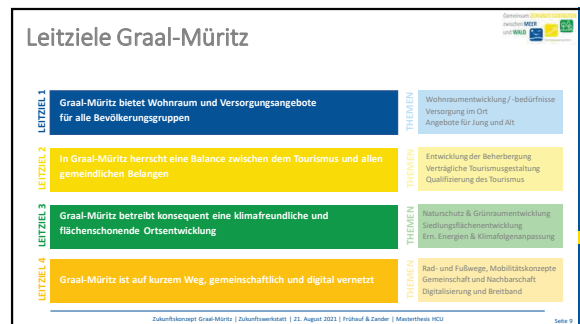 Gemeinsam ZUKUNFT GESTALTEN
zwischen MEER
und WALD
Leitziele Graal-Müritz
LEITZIEL 1
Graal-Müritz bietet Wohnraum und Versorgungsangebote
für alle Bevölkerungsgruppen
THEMEN
Wohnraumentwicklung / -bedürfnisse
Versorgung im Ort
Angebote für Jung und Alt
LEITZIEL 2
In Graal-Müritz herrscht eine Balance zwischen dem Tourismus und allen
gemeindlichen Belangen
THEMEN
Entwicklung der Beherbergung
Verträgliche Tourismusgestaltung
Qualifizierung des Tourismus
LEITZIEL 3
Graal-Müritz betreibt konsequent eine klimafreundliche und
flächenschonende Ortsentwicklung
THEMEN
Naturschutz & Grünraumentwicklung
Siedlungsflächenentwicklung
Ern. Energien & Klimafolgenanpassung
LEITZIEL 4
Graal-Müritz ist auf kurzem Weg, gemeinschaftlich und digital vernetzt
THEMEN
Rad- und Fußwege, Mobilitätskonzepte
Gemeinschaft und Nachbarschaft
Digitalisierung und Breitband
Zukunftskonzept Graal-Müritz | Zukunftswerkstatt | 21. August 2021 | Frühauf & Zander | Masterthesis HCU
Seite 9